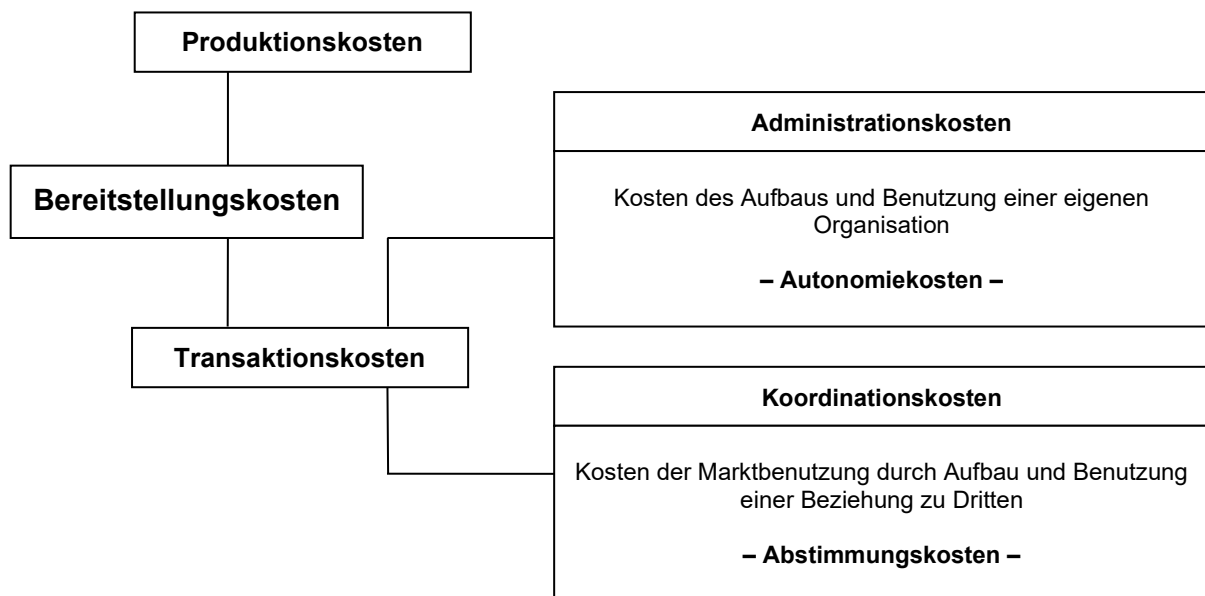 Produktionskosten
Bereitstellungskosten
Transaktionskosten
Administrationskosten
Kosten des Aufbaus und Benutzung einer eigenen
Organisation
– Autonomiekosten –
Koordinationskosten
Kosten der Marktbenutzung durch Aufbau und Benutzung
einer Beziehung zu Dritten
– Abstimmungskosten –